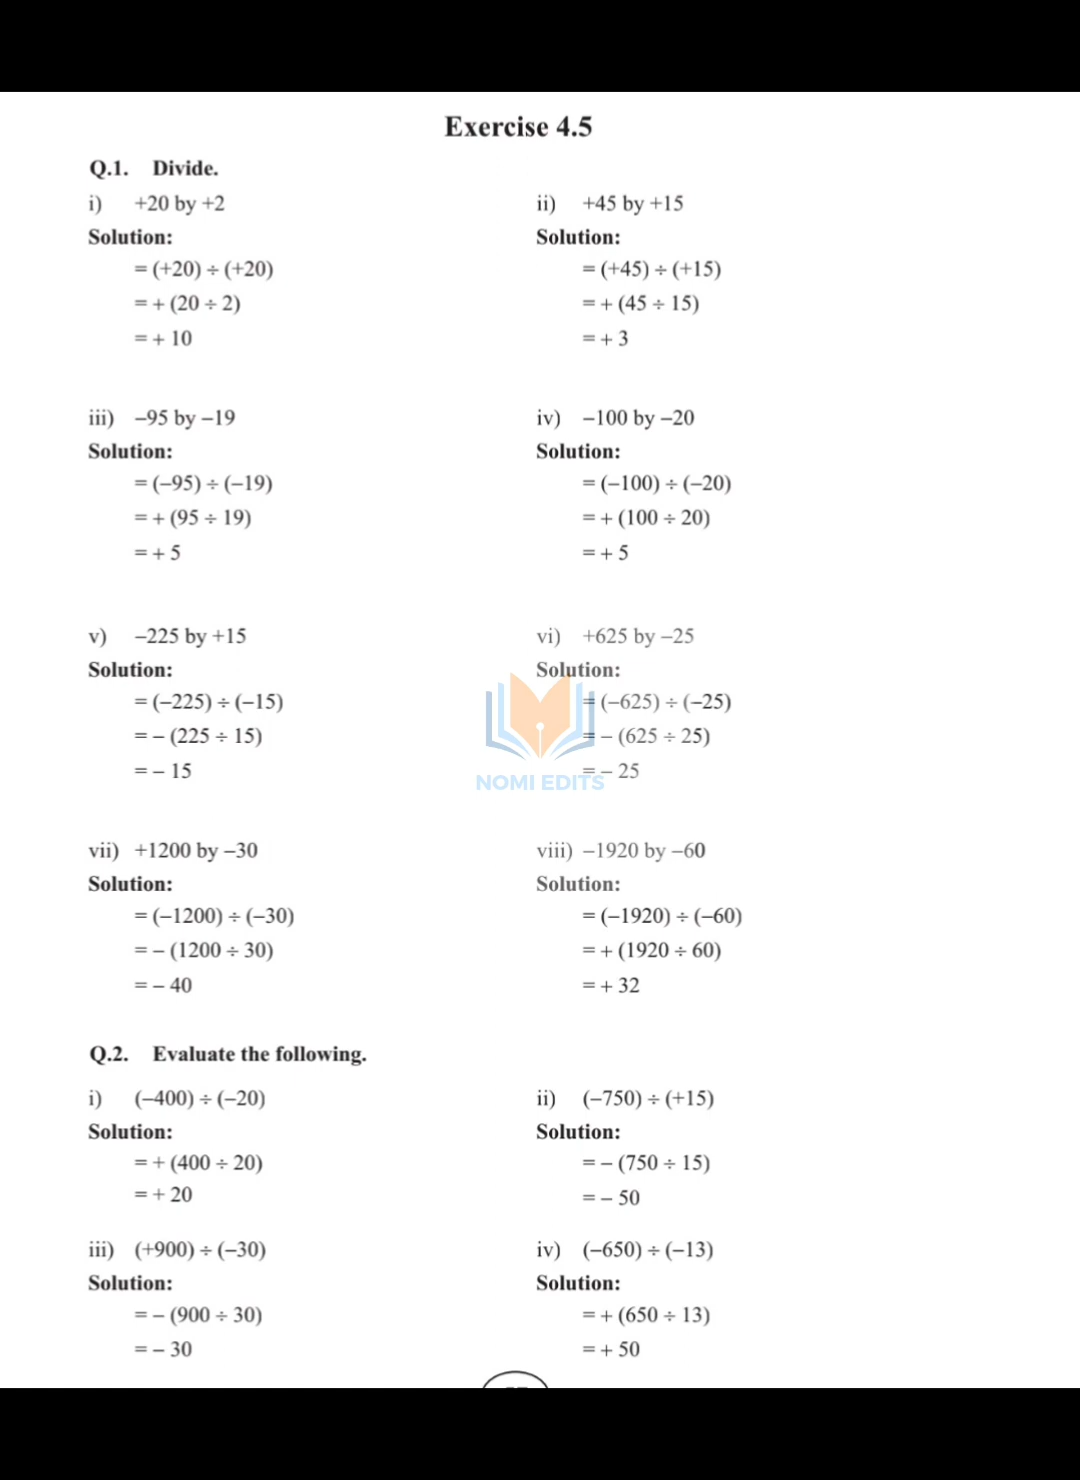 Exercise 4.5
Q.1. Divide.
i) +20 by +2
Solution:
= (+20) ÷ (+20)
= + (20 ÷ 2)
= + 10
ii) +45 by +15
Solution:
= (+45) ÷ (+15)
= + (45 ÷ 15)
= + 3
iii) –95 by –19
Solution:
= (–95) ÷ (–19)
= + (95 ÷ 19)
= + 5
iv) –100 by –20
Solution:
= (–100) ÷ (–20)
= + (100 ÷ 20)
= + 5
v) –225 by +15
Solution:
= (–225) ÷ (–15)
= – (225 ÷ 15)
= – 15
vi) +625 by –25
Solution:
= (–625) ÷ (–25)
= – (625 ÷ 25)
= – 25
NOMI EDITS
vii) +1200 by –30
Solution:
= (–1200) ÷ (–30)
= – (1200 ÷ 30)
= – 40
viii) –1920 by –60
Solution:
= (–1920) ÷ (–60)
= + (1920 ÷ 60)
= + 32
Q.2. Evaluate the following.
i) (–400) ÷ (–20)
Solution:
= + (400 ÷ 20)
= + 20
ii) (–750) ÷ (+15)
Solution:
= – (750 ÷ 15)
= – 50
iii) (+900) ÷ (–30)
Solution:
= – (900 ÷ 30)
= – 30
iv) (–650) ÷ (–13)
Solution:
= + (650 ÷ 13)
= + 50